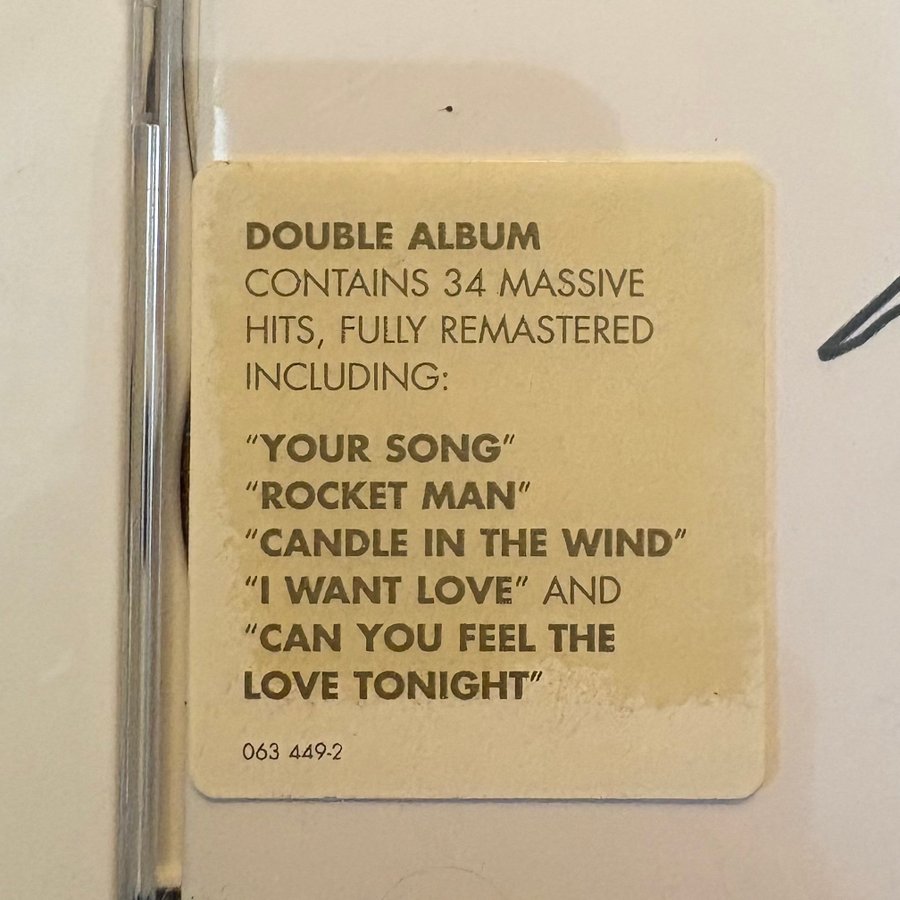 DOUBLE ALBUM
CONTAINS 34 MASSIVE
HITS, FULLY REMASTERED
INCLUDING:
"YOUR SONG"
"ROCKET MAN"
"CANDLE IN THE WIND"
"I WANT LOVE" AND
"CAN YOU FEEL THE
LOVE TONIGHT"
063 449-2